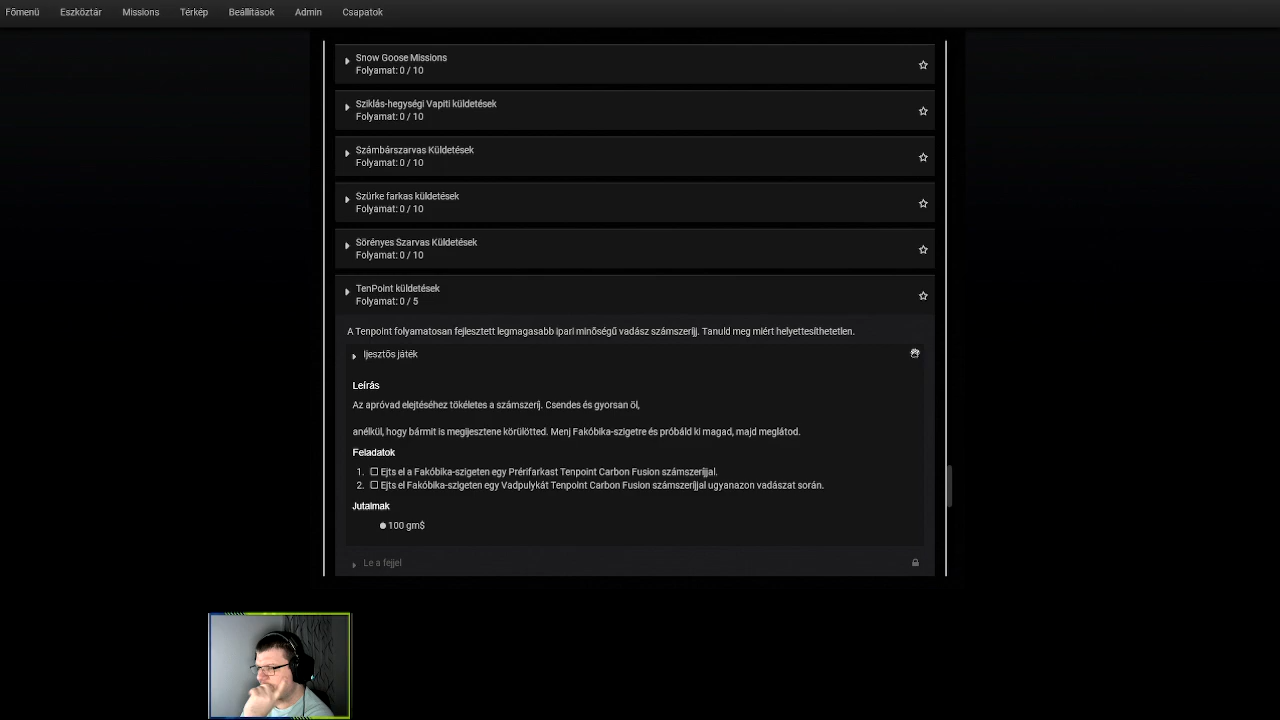 Főmenü Eszköztár Missions Térkép Beállítások Admin Csapatok
Snow Goose Missions
Folyamat: 0 / 10
Sziklás-hegységi Vapiti küldetések
Folyamat: 0 / 10
Számbárszarvas Küldetések
Folyamat: 0 / 10
Szürke farkas küldetések
Folyamat: 0 / 10
Sörényes Szarvas Küldetések
Folyamat: 0 / 10
TenPoint küldetések
Folyamat: 0 / 5
A Tenpoint folyamatosan fejlesztett legmagasabb ipari minőségű vadász számszeríjj. Tanuld meg miért helyettesíthetetlen.
Ijesztős játék
Leírás
Az apróvad elejtéséhez tökéletes a számszeríj. Csendes és gyorsan öl,
anélkül, hogy bármit is megijesztene körülötted. Menj Fakóbika-szigetre és próbáld ki magad, majd meglátod.
Feladatok
1. Ejts el a Fakóbika-szigeten egy Prérifarkast Tenpoint Carbon Fusion számszeríjjal.
2. Ejts el Fakóbika-szigeten egy Vadpulykát Tenpoint Carbon Fusion számszeríjjal ugyanazon vadászat során.
Jutalmak
100 gm$
Le a fejjel